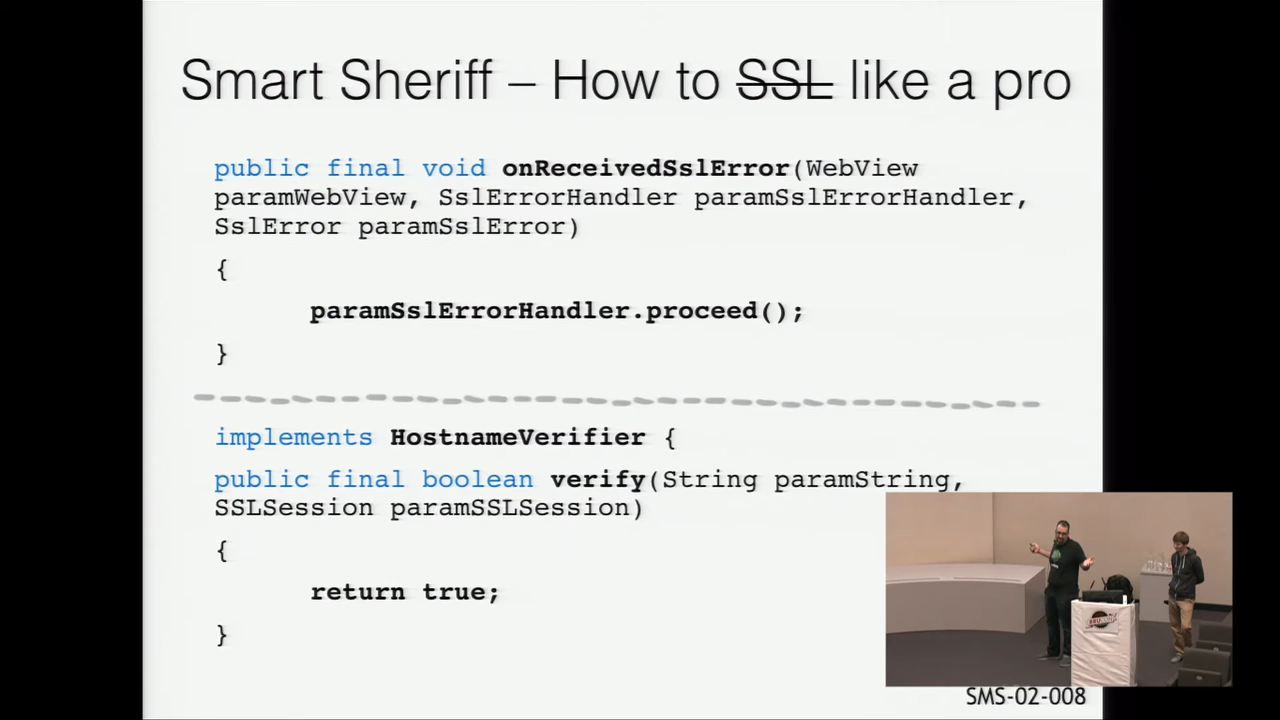 Smart Sheriff – How to SSL like a pro
public final void onReceivedSslError(WebView
paramWebView, SslErrorHandler paramSslErrorHandler,
SslError paramSslError)
{
paramSslErrorHandler.proceed();
}
implements HostnameVerifier {
public final boolean verify(String paramString,
SSLSession paramSSLSession)
{
return true;
}
SMS-02-008